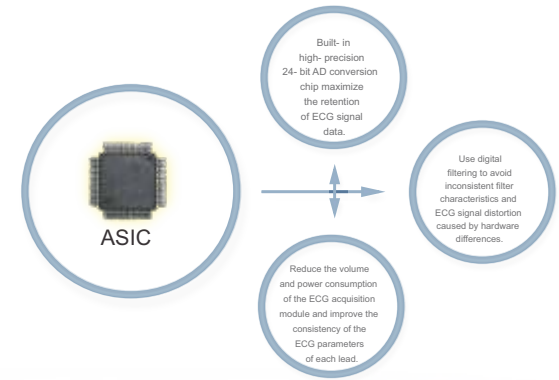 ASIC
Built- in
high- precision
24- bit AD conversion
chip maximize
the retention
of ECG signal
data.
Use digital
filtering to avoid
inconsistent filter
characteristics and
ECG signal distortion
caused by hardware
differences.
Reduce the volume
and power consumption
of the ECG acquisition
module and improve the
consistency of the
ECG parameters
of each lead.